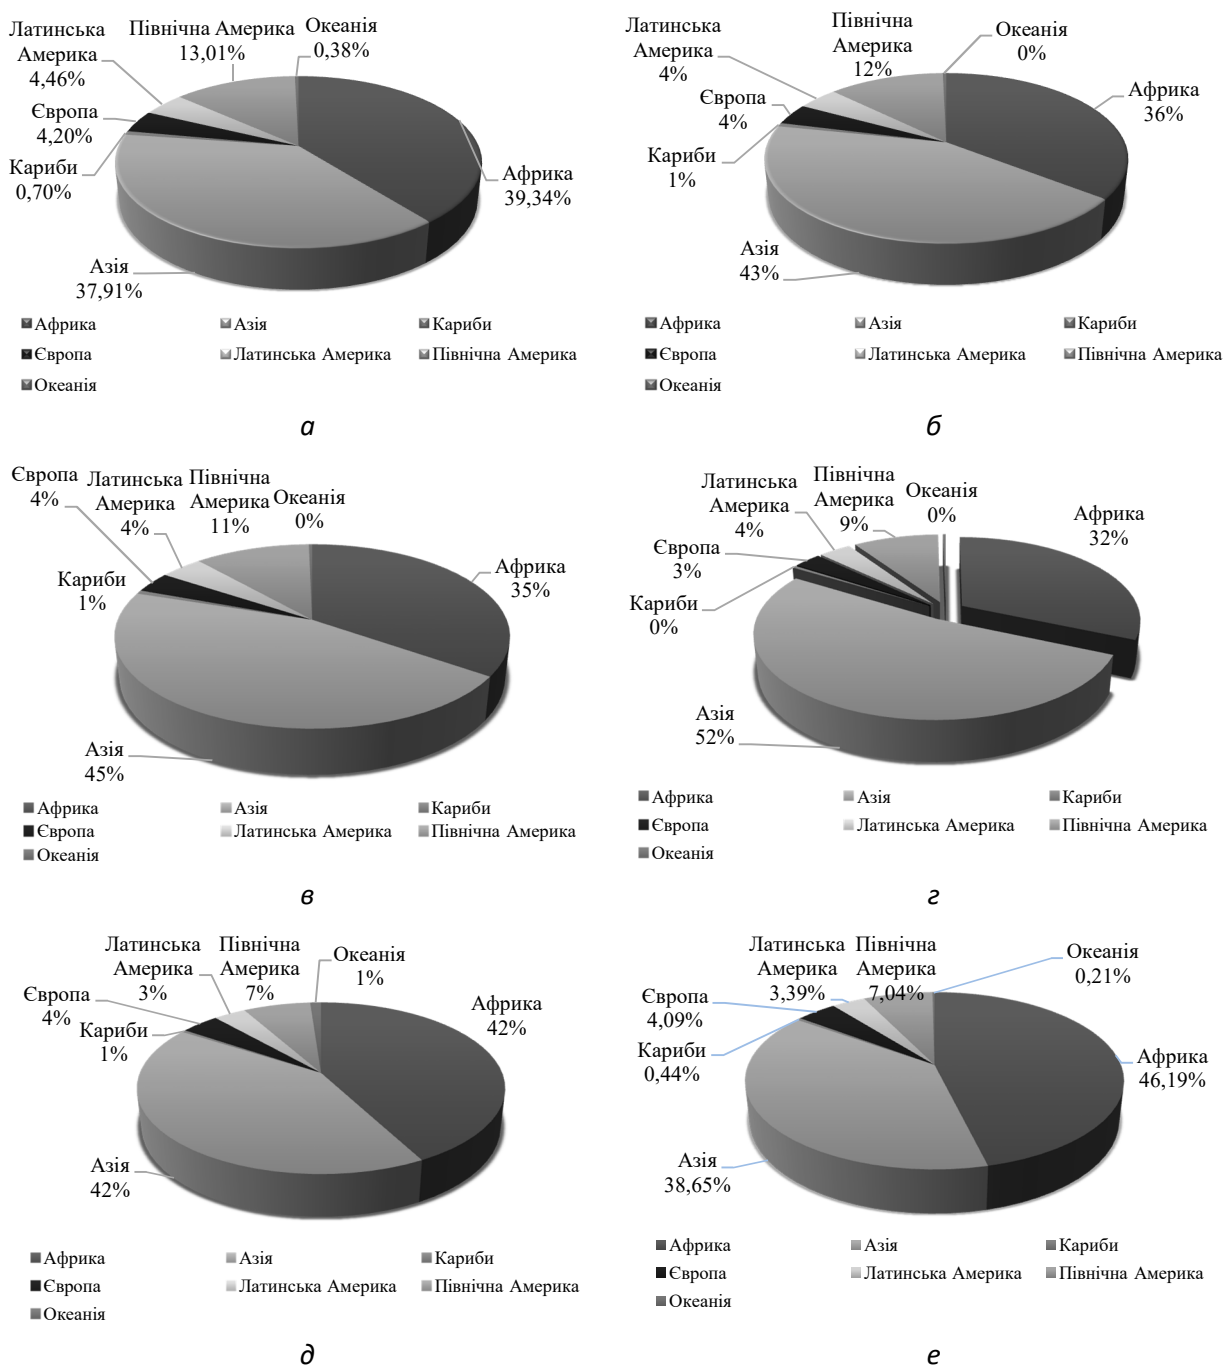 Латинська
Америка
4,46%
Північна Америка
13,01%
Океанія
0,38%
Європа
4,20%
Кариби
0,70%
Африка
39,34%
Азія
37,91%
Африка Азія Кариби
Європа Латинська Америка Північна Америка
Океанія
а
Латинська
Америка
4%
Північна
Америка
12%
Океанія
0%
Європа
4%
Африка
36%
Кариби
1%
Азія
43%
Африка Азія Кариби
Європа Латинська Америка Північна Америка
Океанія
б
Європа
4%
Латинська
Америка
4%
Північна
Америка
11%
Океанія
0%
Кариби
1%
Африка
35%
Азія
45%
Африка Азія Кариби
Європа Латинська Америка Північна Америка
Океанія
в
Латинська
Америка
4%
Північна
Америка
9%
Океанія
0%
Африка
32%
Європа
3%
Кариби
0%
Азія
52%
Африка Азія Кариби
Європа Латинська Америка Північна Америка
Океанія
г
Латинська
Америка
3%
Північна
Америка
7%
Океанія
1%
Європа
4%
Африка
42%
Кариби
1%
Азія
42%
Африка Азія Кариби
Європа Латинська Америка Північна Америка
Океанія
д
Латинська
Америка
3,39%
Північна
Америка
7,04%
Океанія
0,21%
Європа
4,09%
Кариби
0,44%
Африка
46,19%
Азія
38,65%
Африка Азія Кариби
Європа Латинська Америка Північна Америка
Океанія
е